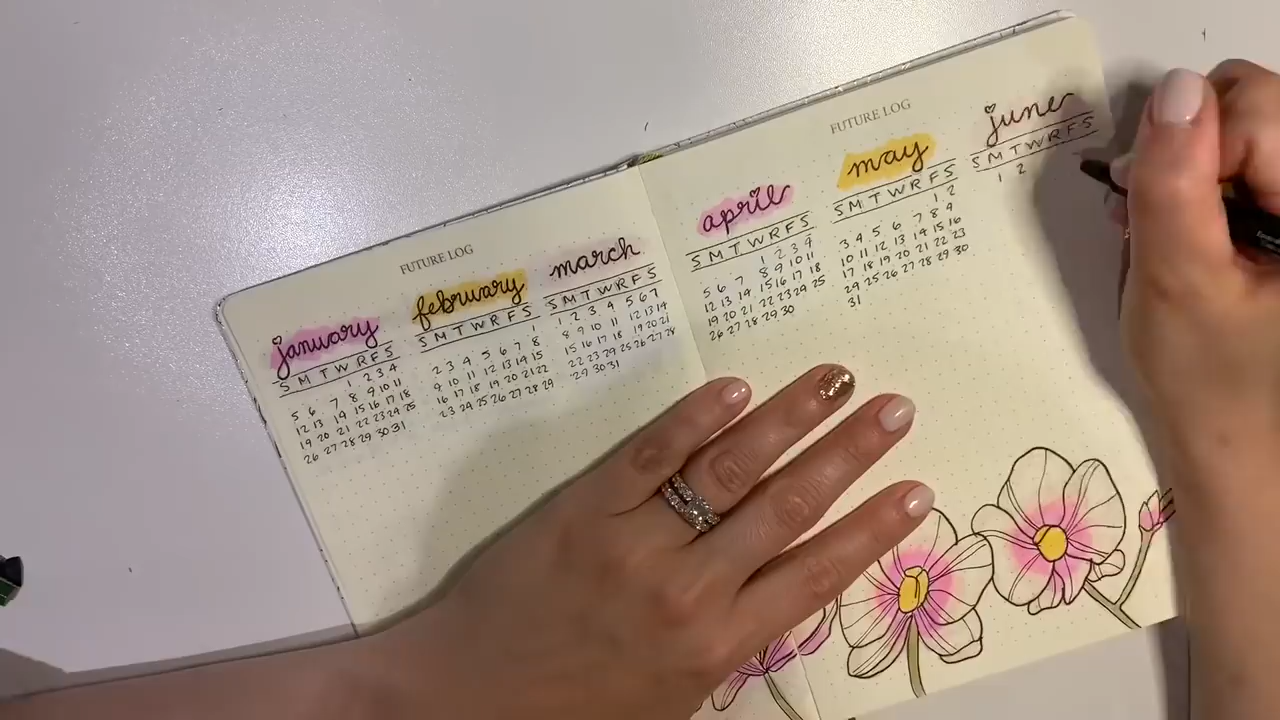 FUTURE LOG
january
S M T W R F S
1 2 3 4
5 6 7 8 9 10 11
12 13 14 15 16 17 18
19 20 21 22 23 24 25
26 27 28 29 30 31
february
S M T W R F S
1
2 3 4 5 6 7 8
9 10 11 12 13 14 15
16 17 18 19 20 21 22
23 24 25 26 27 28 29
march
S M T W R F S
1 2 3 4 5 6 7
8 9 10 11 12 13 14
15 16 17 18 19 20 21
22 23 24 25 26 27 28
29 30 31
FUTURE LOG
april
S M T W R F S
1 2 3 4
5 6 7 8 9 10 11
12 13 14 15 16 17 18
19 20 21 22 23 24 25
26 27 28 29 30
may
S M T W R F S
1 2
3 4 5 6 7 8 9
10 11 12 13 14 15 16
17 18 19 20 21 22 23
24 25 26 27 28 29 30
31
june
S M T W R F S
1 2